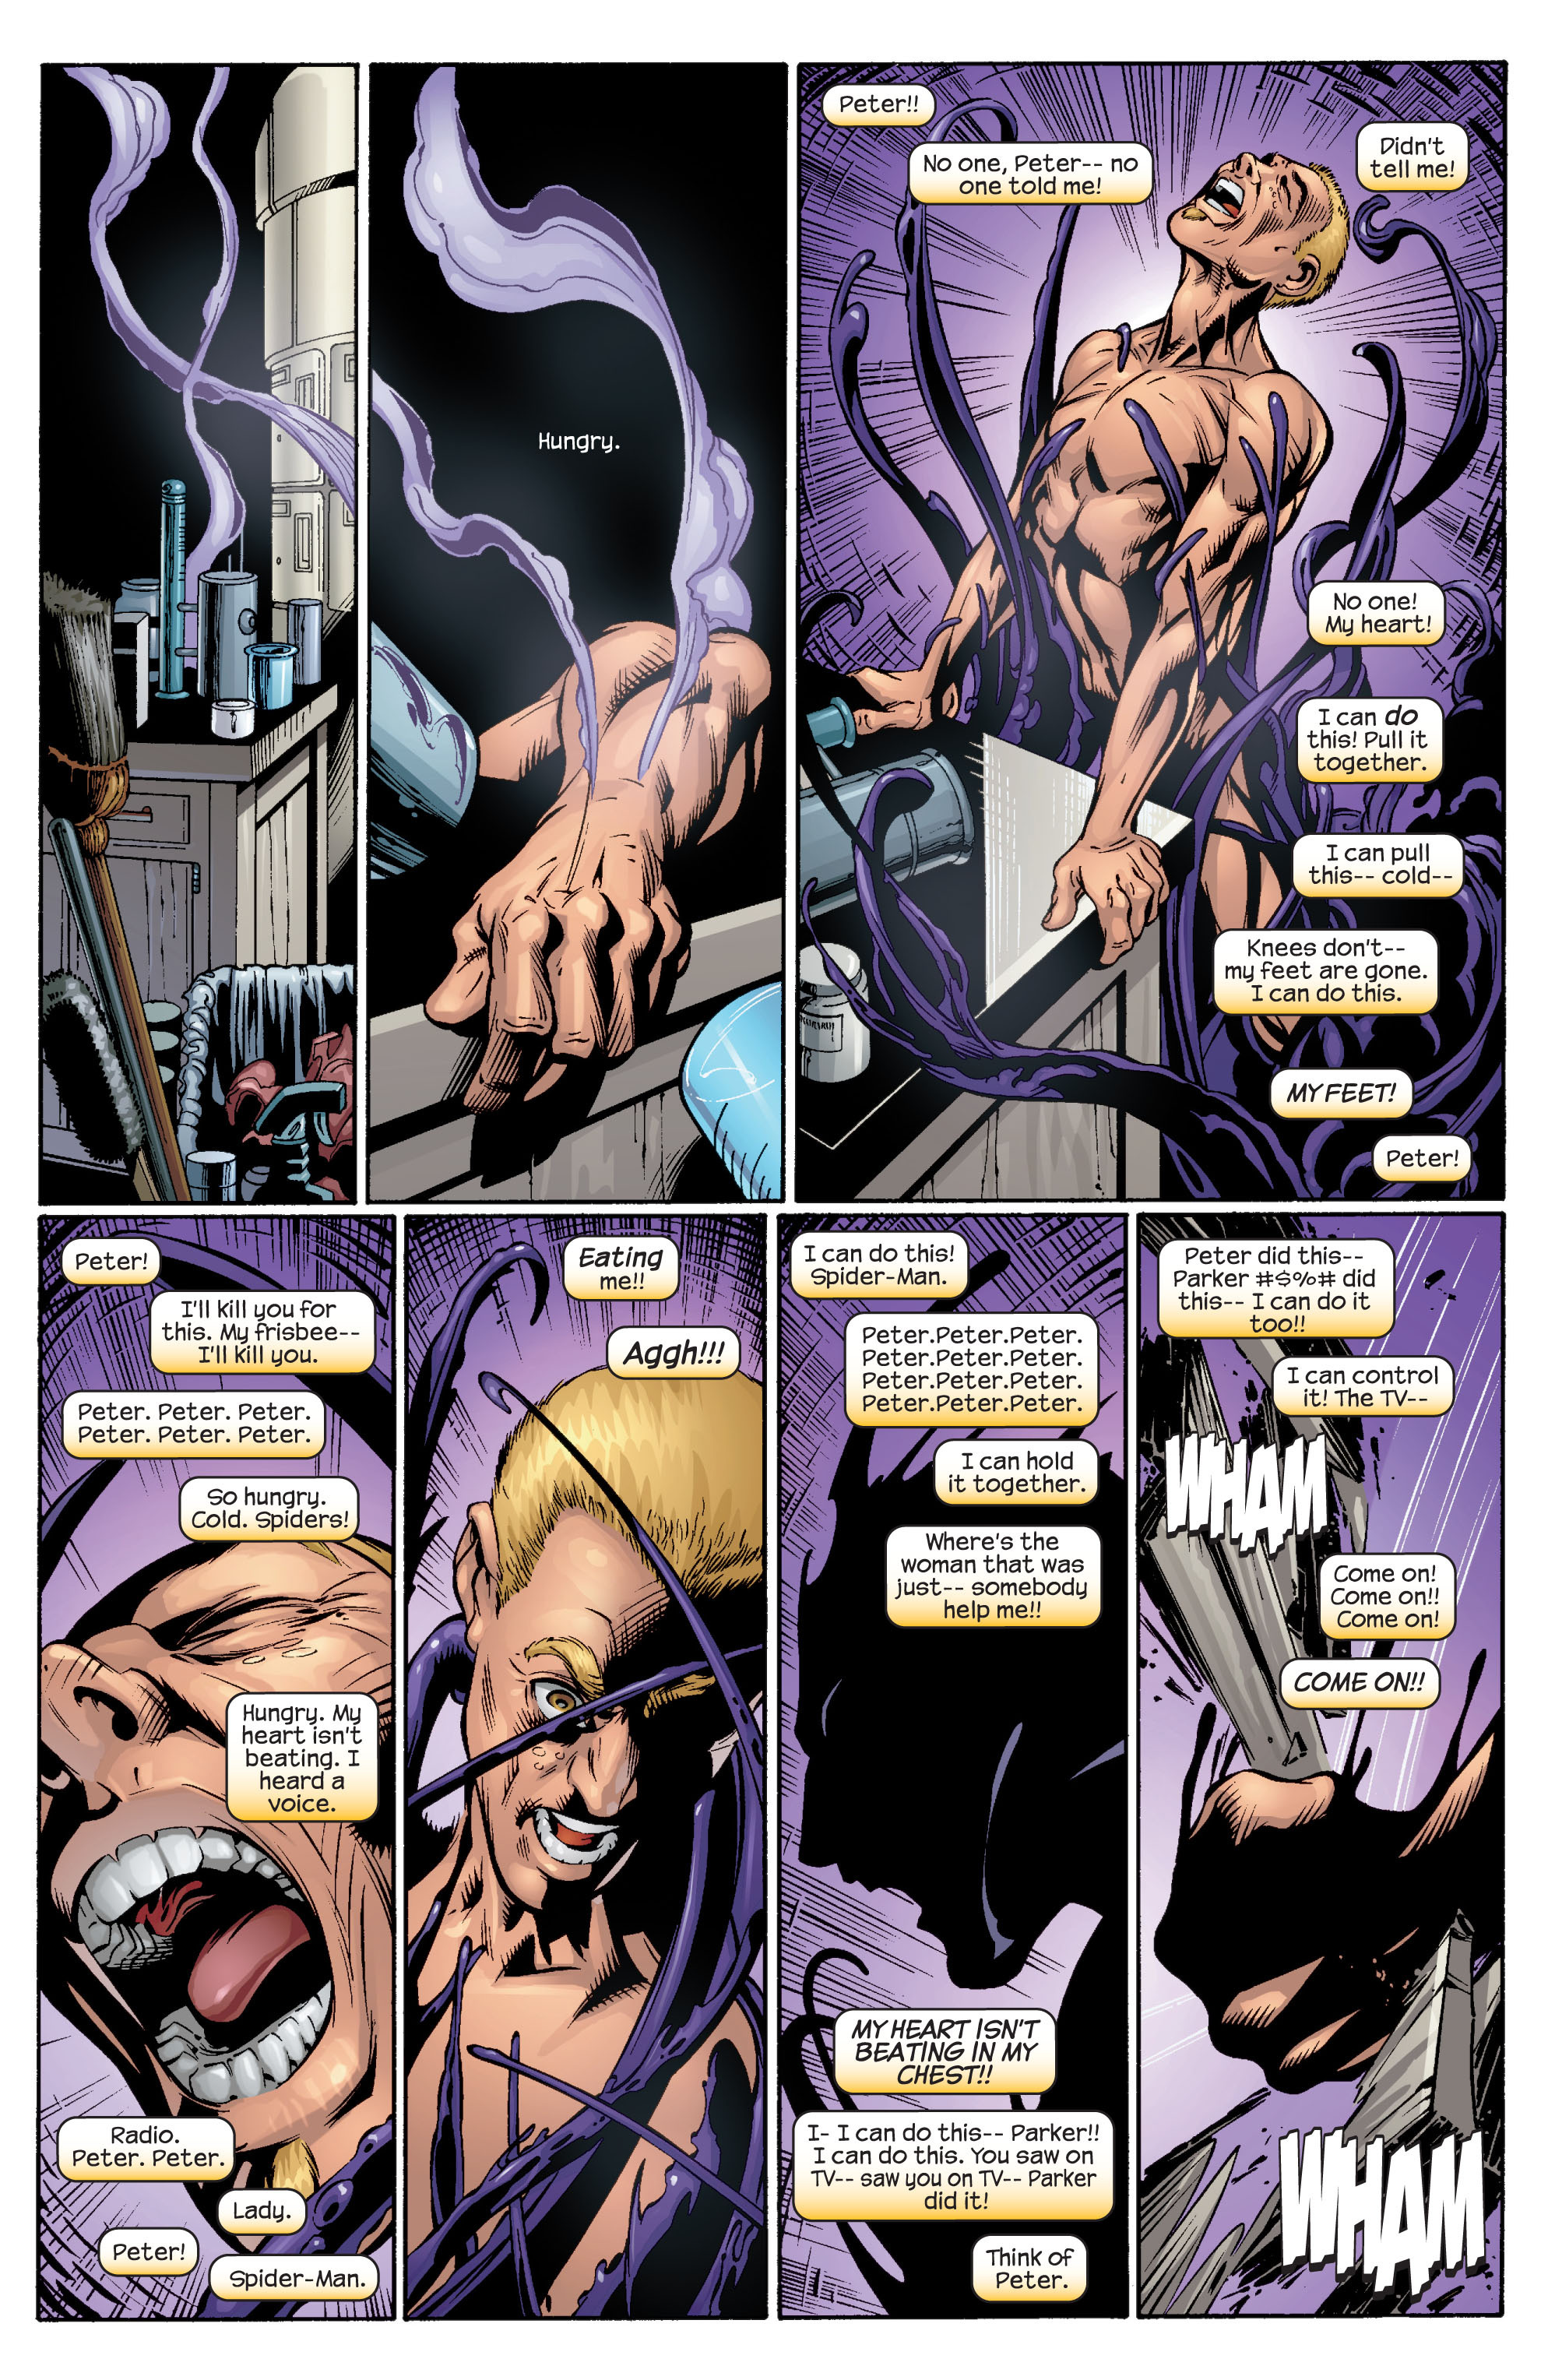 Hungry.
Peter!!
No one, Peter-- no
one told me!
Didn't
tell me!
No one!
My heart!
I can do
this! Pull it
together.
I can pull
this-- cold--
Knees don't--
my feet are gone.
I can do this.
MY FEET!
Peter!
Peter!
I'll kill you for
this. My frisbee--
I'll kill you.
Peter. Peter. Peter.
Peter. Peter. Peter.
So hungry.
Cold. Spiders!
Hungry. My
heart isn't
beating. I
heard a
voice.
Radio.
Peter. Peter.
Lady.
Peter!
Spider-Man.
Eating
me!!
Aggh!!!
I can do this!
Spider-Man.
Peter.Peter.Peter.
Peter.Peter.Peter.
Peter.Peter.Peter.
Peter.Peter.Peter.
I can hold
it together.
Where's the
woman that was
just-- somebody
help me!!
MY HEART ISN'T
BEATING IN MY
CHEST!!
I- I can do this-- Parker!!
I can do this. You saw on
TV-- saw you on TV-- Parker
did it!
Think of
Peter.
Peter did this--
Parker #$%# did
this-- I can do it
too!!
I can control
it! The TV--
WHAM
Come on!
Come on!!
Come on!
COME ON!!
WHAM